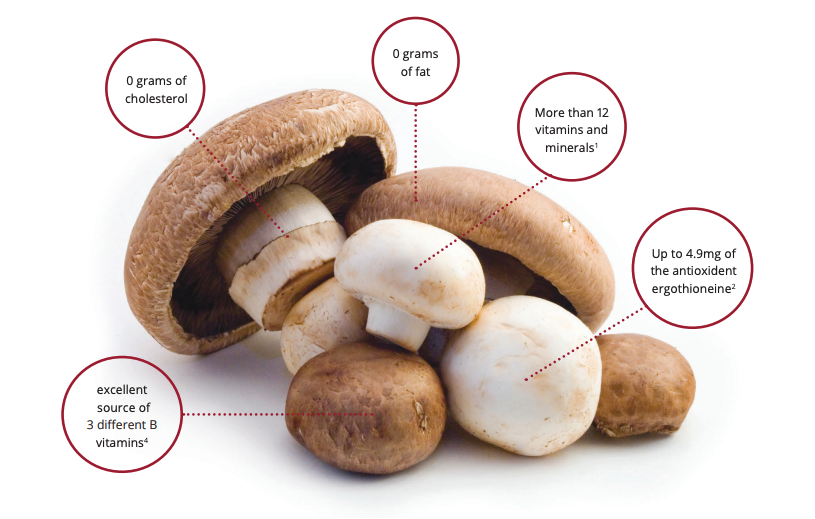 0 grams of
cholesterol
0 grams
of fat
More than 12
vitamins and
minerals¹
Up to 4.9mg of
the antioxident
ergothioneine²
excellent
source of
3 different B
vitamins⁴